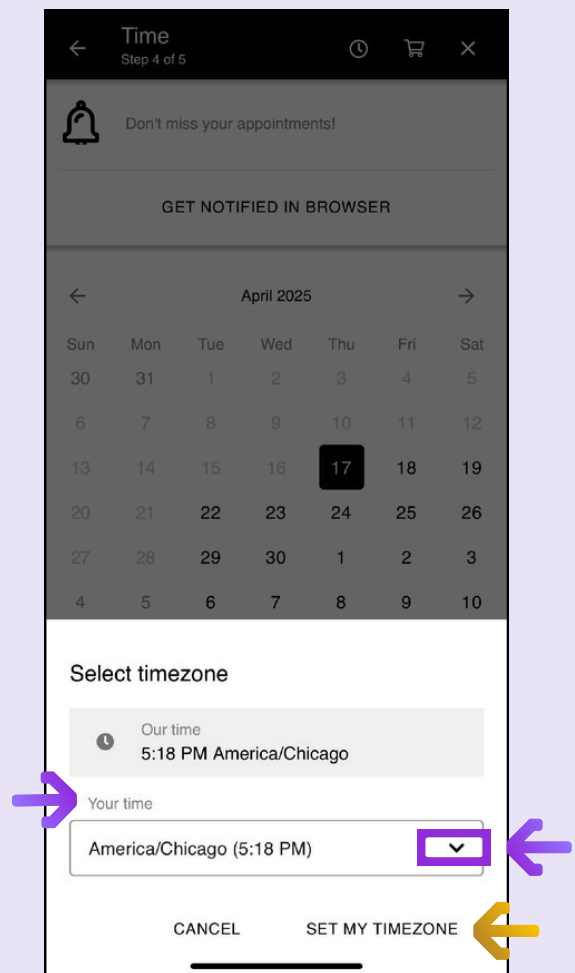 Time
Step 4 of 5
Don't miss your appointments!
GET NOTIFIED IN BROWSER
April 2025
Sun Mon Tue Wed Thu Fri Sat
30 31 1 2 3 4 5
6 7 8 9 10 11 12
13 14 15 16 17 18 19
20 21 22 23 24 25 26
27 28 29 30 1 2 3
4 5 6 7 8 9 10
Select timezone
Our time
5:18 PM America/Chicago
Your time
America/Chicago (5:18 PM)
CANCEL SET MY TIMEZONE